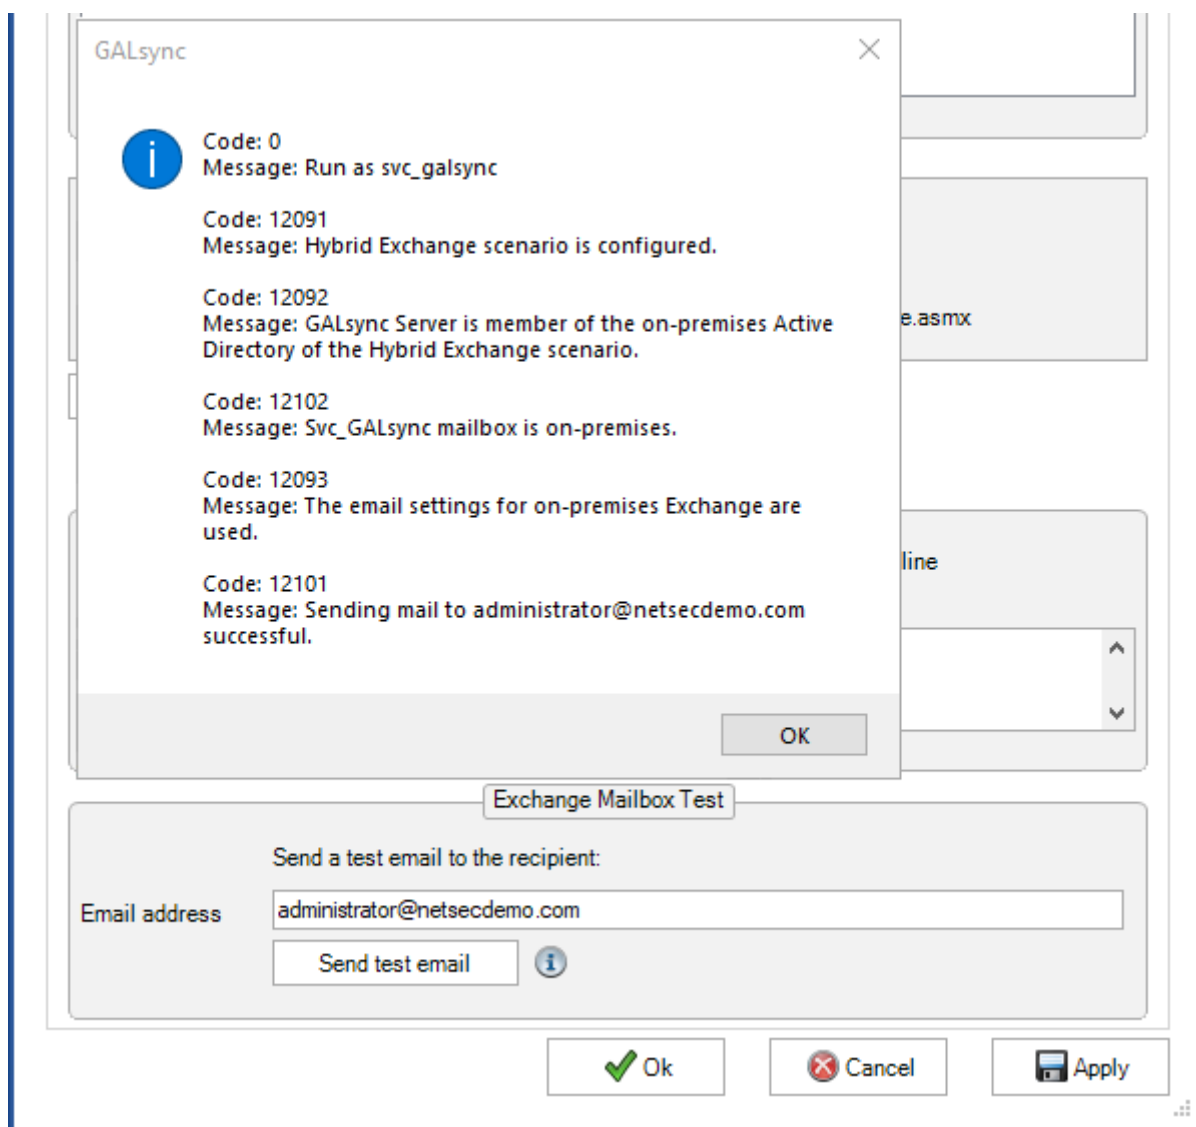 GALsync
Code: 0
Message: Run as svc_galsync
Code: 12091
Message: Hybrid Exchange scenario is configured.
Code: 12092
Message: GALsync Server is member of the on-premises Active
Directory of the Hybrid Exchange scenario.
Code: 12102
Message: Svc_GALsync mailbox is on-premises.
Code: 12093
Message: The email settings for on-premises Exchange are
used.
Code: 12101
Message: Sending mail to administrator@netsecdemo.com
successful.
OK
e.asmx
line
Exchange Mailbox Test
Send a test email to the recipient:
Email address
administrator@netsecdemo.com
Send test email
Ok
Cancel
Apply